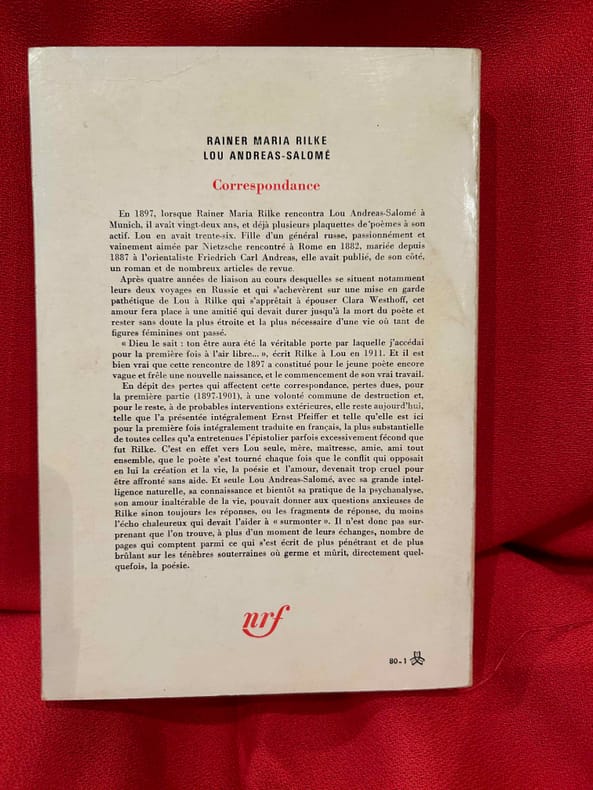 RAINER MARIA RILKE
LOU ANDREAS-SALOMÉ
Correspondance
En 1897, lorsque Rainer Maria Rilke rencontra Lou Andreas-Salomé à
Munich, il avait vingt-deux ans, et déjà plusieurs plaquettes de poèmes à son
actif. Lou en avait trente-six. Fille d'un général russe, passionnément et
vainement aimée par Nietzsche rencontré à Rome en 1882, mariée depuis
1887 à l'orientaliste Friedrich Carl Andreas, elle avait publié, de son côté,
un roman et de nombreux articles de revue.
Après quatre années de liaison au cours desquelles se situent notamment
leurs deux voyages en Russie et qui s'achevèrent sur une mise en garde
pathétique de Lou à Rilke qui s'apprêtait à épouser Clara Westhoff, cet
amour fera place à une amitié qui devait durer jusqu'à la mort du poète et
rester sans doute la plus étroite et la plus nécessaire d'une vie où tant de
figures féminines ont passé.
« Dieu le sait : ton être aura été la véritable porte par laquelle j'accédai
pour la première fois à l'air libre... », écrit Rilke à Lou en 1911. Et il est
bien vrai que cette rencontre de 1897 a constitué pour le jeune poète encore
vague et frêle une nouvelle naissance, et le commencement de son vrai travail.
En dépit des pertes qui affectent cette correspondance, pertes dues, pour
la première partie (1897-1901), à une volonté commune de destruction et,
pour le reste, à de probables interventions extérieures, elle reste aujourd'hui,
telle que l'a présentée intégralement Ernst Pfeiffer et telle qu'elle est ici
pour la première fois intégralement traduite en français, la plus substantielle
de toutes celles qu'a entretenues l'épistolier parfois excessivement fécond que
fut Rilke. C'est en effet vers Lou seule, mère, maîtresse, amie, ami tout
ensemble, que le poète s'est tourné chaque fois que le conflit qui opposait
en lui la création et la vie, la poésie et l'amour, devenait trop cruel pour
être affronté sans aide. Et seule Lou Andreas-Salomé, avec sa grande intel-
ligence naturelle, sa connaissance et bientôt sa pratique de la psychanalyse,
son amour inaltérable de la vie, pouvait donner aux questions anxieuses de
Rilke sinon toujours les réponses, ou les fragments de réponse, du moins
l'écho chaleureux qui devait l'aider à « surmonter ». Il n'est donc pas sur-
prenant que l'on trouve, à plus d'un moment de leurs échanges, nombre de
pages qui comptent parmi ce qui s'est écrit de plus pénétrant et de plus
brûlant sur les ténèbres souterraines où germe et mûrit, directement quel-
quefois, la poésie.
nrf
80-1